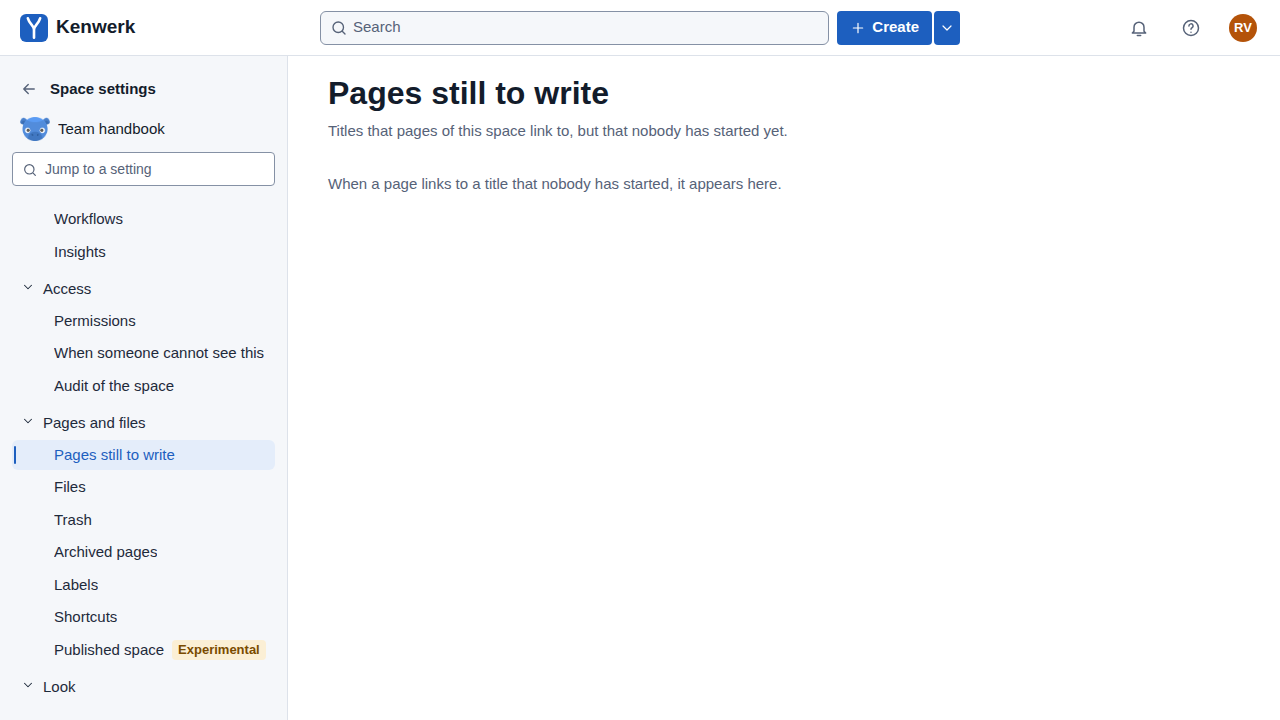 Kenwerk
Search
Create
RV
Space settings
Team handbook
Jump to a setting
Workflows
Insights
Access
Permissions
When someone cannot see this
Audit of the space
Pages and files
Pages still to write
Files
Trash
Archived pages
Labels
Shortcuts
Published space Experimental
Look
Pages still to write
Titles that pages of this space link to, but that nobody has started yet.
When a page links to a title that nobody has started, it appears here.